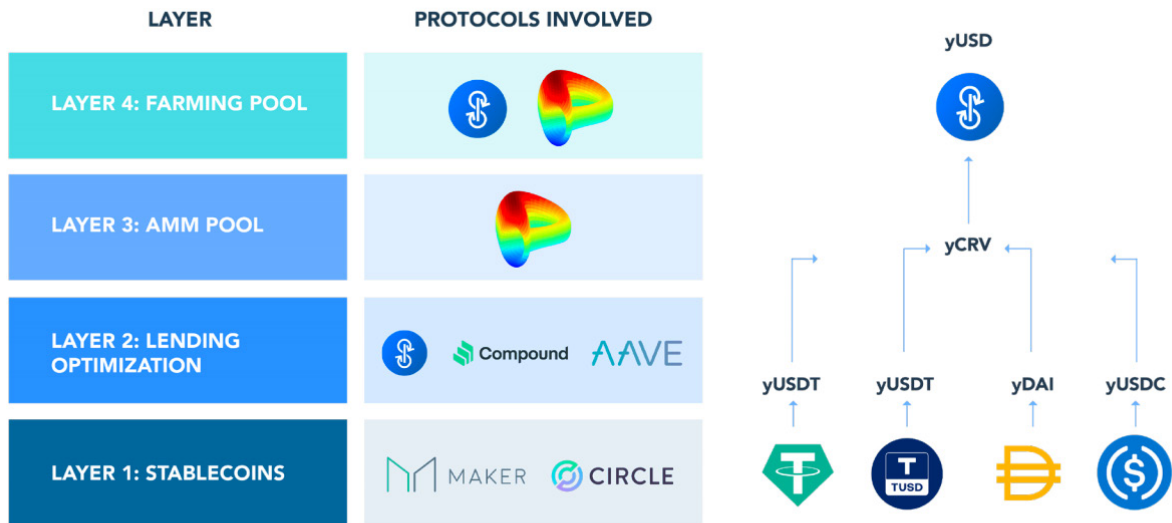 LAYER
PROTOCOLS INVOLVED
LAYER 4: FARMING POOL
LAYER 3: AMM POOL
LAYER 2: LENDING
OPTIMIZATION
Compound
AAVE
LAYER 1: STABLECOINS
MAKER
CIRCLE
yUSD
yCRV
yUSDT
yUSDT
yDAI
yUSDC
T
T
TUSD
$